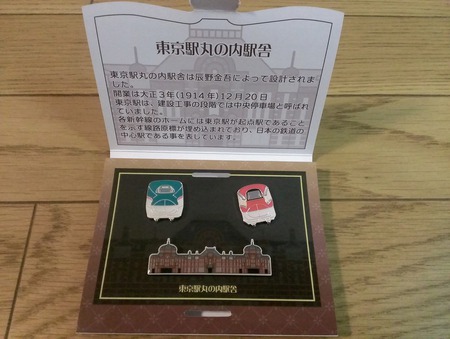 東京駅丸の内駅舎
東京駅丸の内駅舎は辰野金吾によって設計されま
した。
開業は大正3年(1914年)12月20日
東京駅は、建設工事の段階では中央停車場と呼ばれ
ていました。
各新幹線のホームには東京駅が起点駅であること
を示す線路原標が埋め込まれており、日本の鉄道の
中心駅である事を表しています。
東京駅丸の内駅舎